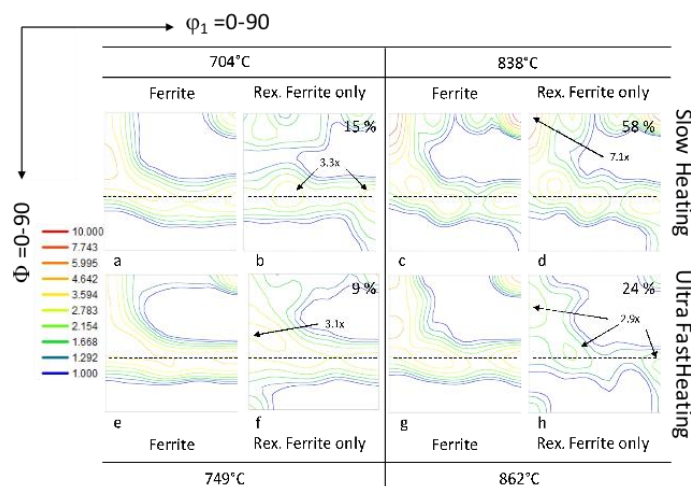 φ₁ =0-90
704°C 838°C
Ferrite Rex. Ferrite only Ferrite Rex. Ferrite only
15 % 58 %
3.3x 7.1x
Slow Heating
Φ =0-90
10.000
7.743
5.995
4.642
3.594
2.783
2.154
1.668
1.292
1.000
a b c d
9 % 24 %
3.1x 2.9x
Ultra FastHeating
e f g h
Ferrite Rex. Ferrite only Ferrite Rex. Ferrite only
749°C 862°C